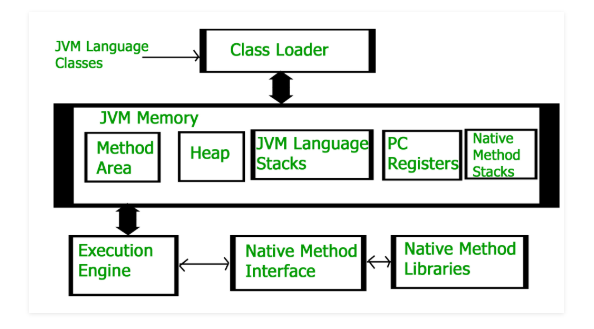 JVM Language
Classes
Class Loader
JVM Memory
Method
Area
Heap
JVM Language
Stacks
PC
Registers
Native
Method
Stacks
Execution
Engine
Native Method
Interface
Native Method
Libraries